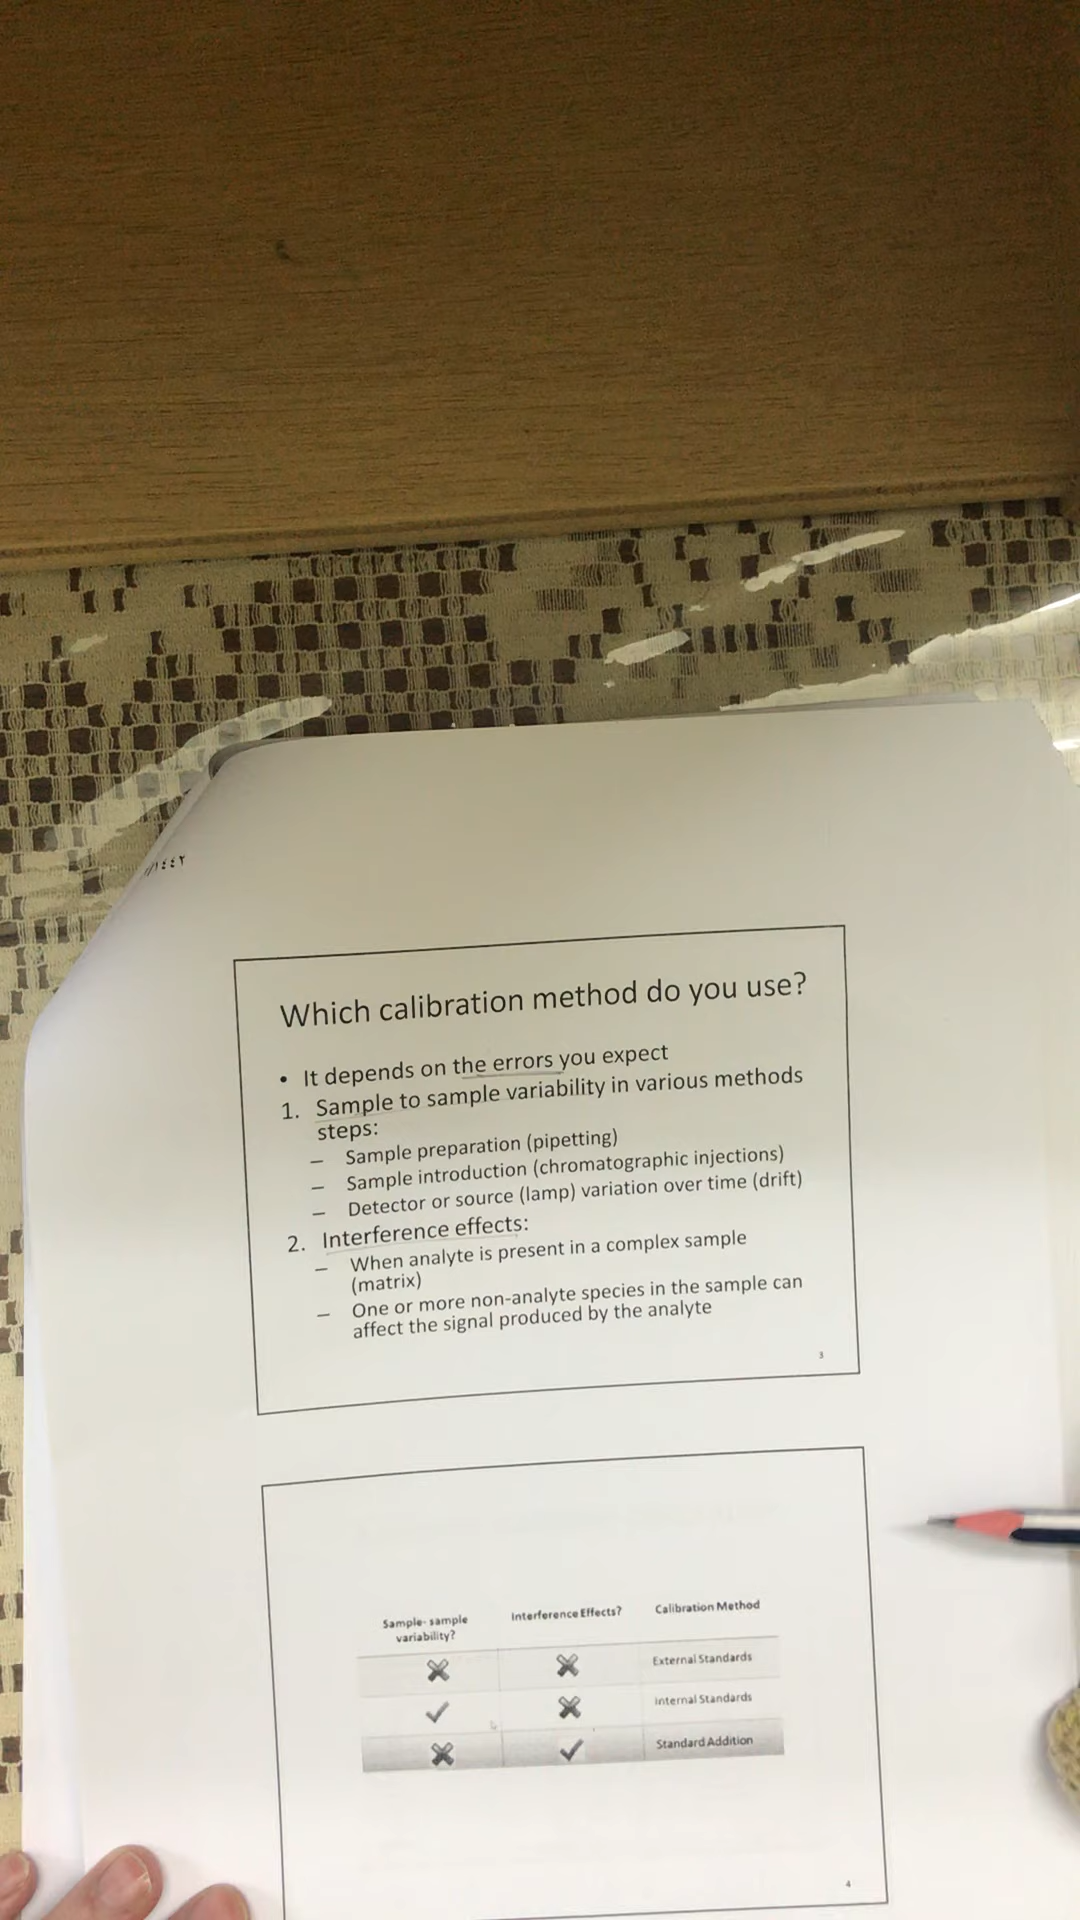 /١٤٤٢
Which calibration method do you use?
• It depends on the errors you expect
1. Sample to sample variability in various methods
steps:
– Sample preparation (pipetting)
– Sample introduction (chromatographic injections)
– Detector or source (lamp) variation over time (drift)
2. Interference effects:
– When analyte is present in a complex sample
(matrix)
– One or more non-analyte species in the sample can
affect the signal produced by the analyte
3
Sample- sample
variability?
Interference Effects?
Calibration Method
External Standards
Internal Standards
Standard Addition
4